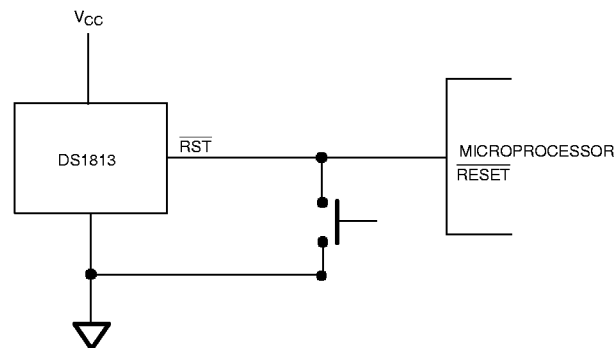 VCC
DS1813
RST
MICROPROCESSOR
RESET